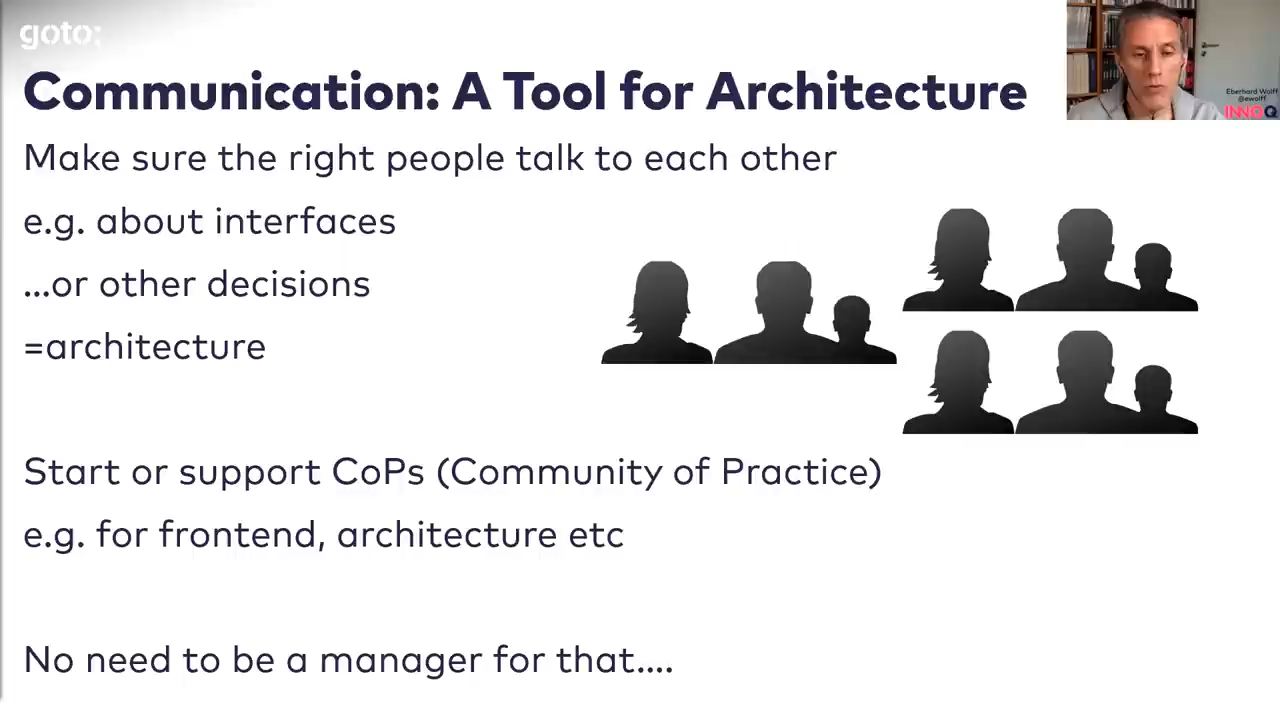 goto;
Communication: A Tool for Architecture
Eberhard Wolff
@ewolff
INNOQ
Make sure the right people talk to each other
e.g. about interfaces
...or other decisions
=architecture
Start or support CoPs (Community of Practice)
e.g. for frontend, architecture etc
No need to be a manager for that....